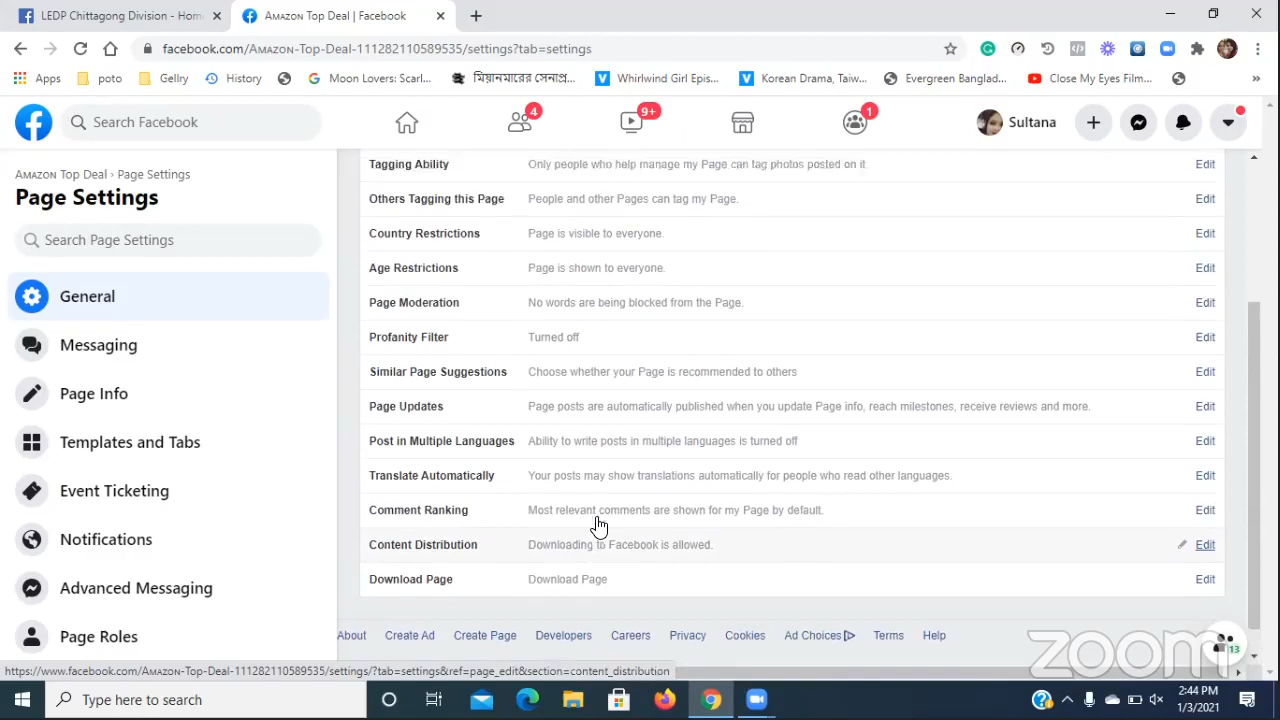 LEDP Chittagong Division - Hom
Amazon Top Deal | Facebook
facebook.com/Amazon-Top-Deal-111282110589535/settings?tab=settings
Apps
poto
Gellry
History
Moon Lovers: Scarl...
মিয়ানমারের সেনাপ্র...
Whirlwind Girl Epis...
Korean Drama, Taiw...
Evergreen Banglad...
Close My Eyes Film...
»
Search Facebook
4
9+
1
Sultana
Amazon Top Deal › Page Settings
Page Settings
Search Page Settings
General
Messaging
Page Info
Templates and Tabs
Event Ticketing
Notifications
Advanced Messaging
Page Roles
Tagging Ability Only people who help manage my Page can tag photos posted on it Edit
Others Tagging this Page People and other Pages can tag my Page. Edit
Country Restrictions Page is visible to everyone. Edit
Age Restrictions Page is shown to everyone. Edit
Page Moderation No words are being blocked from the Page. Edit
Profanity Filter Turned off Edit
Similar Page Suggestions Choose whether your Page is recommended to others Edit
Page Updates Page posts are automatically published when you update Page info, reach milestones, receive reviews and more. Edit
Post in Multiple Languages Ability to write posts in multiple languages is turned off Edit
Translate Automatically Your posts may show translations automatically for people who read other languages. Edit
Comment Ranking Most relevant comments are shown for my Page by default. Edit
Content Distribution Downloading to Facebook is allowed. Edit
Download Page Download Page Edit
About Create Ad Create Page Developers Careers Privacy Cookies Ad Choices Terms Help
zoom
13
https://www.facebook.com/Amazon-Top-Deal-111282110589535/settings/?tab=settings&ref=page_edit&section=content_distribution
Type here to search
2:44 PM
1/3/2021